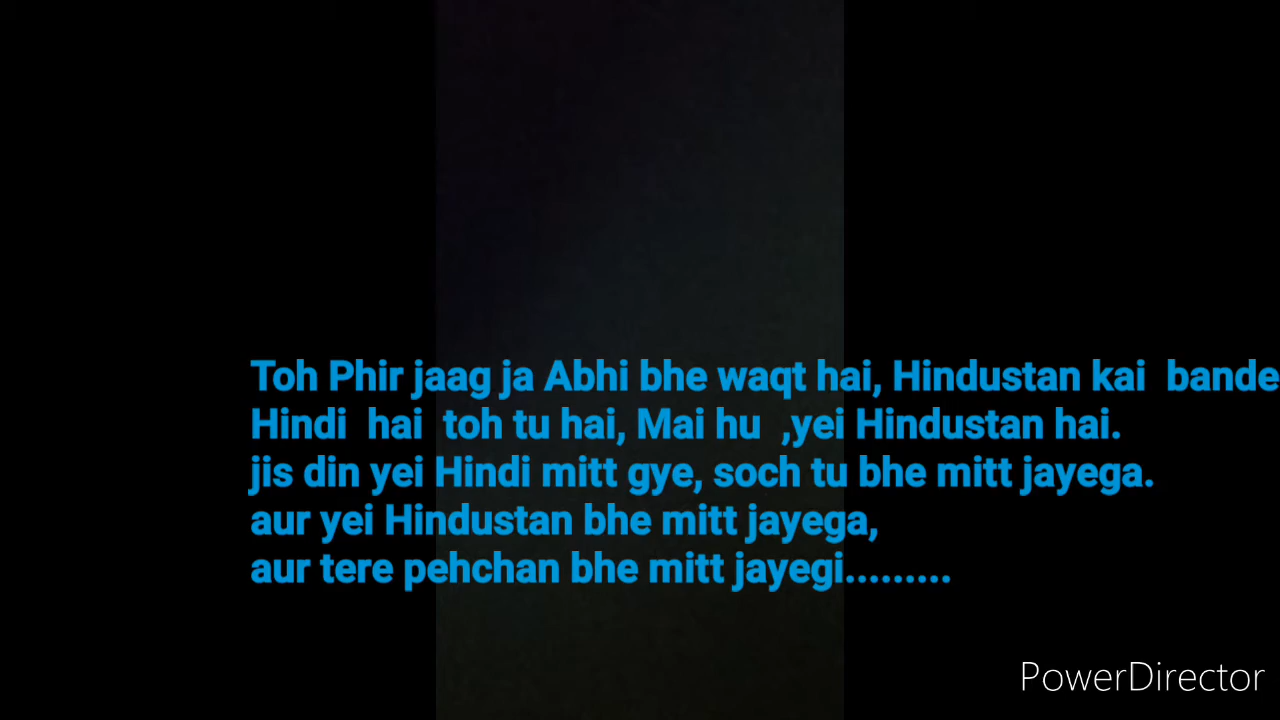 Toh Phir jaag ja Abhi bhe waqt hai, Hindustan kai  bande
Hindi  hai  toh tu hai, Mai hu  ,yei Hindustan hai.
jis din yei Hindi mitt gye, soch tu bhe mitt jayega.
aur yei Hindustan bhe mitt jayega,
aur tere pehchan bhe mitt jayegi.........
PowerDirector